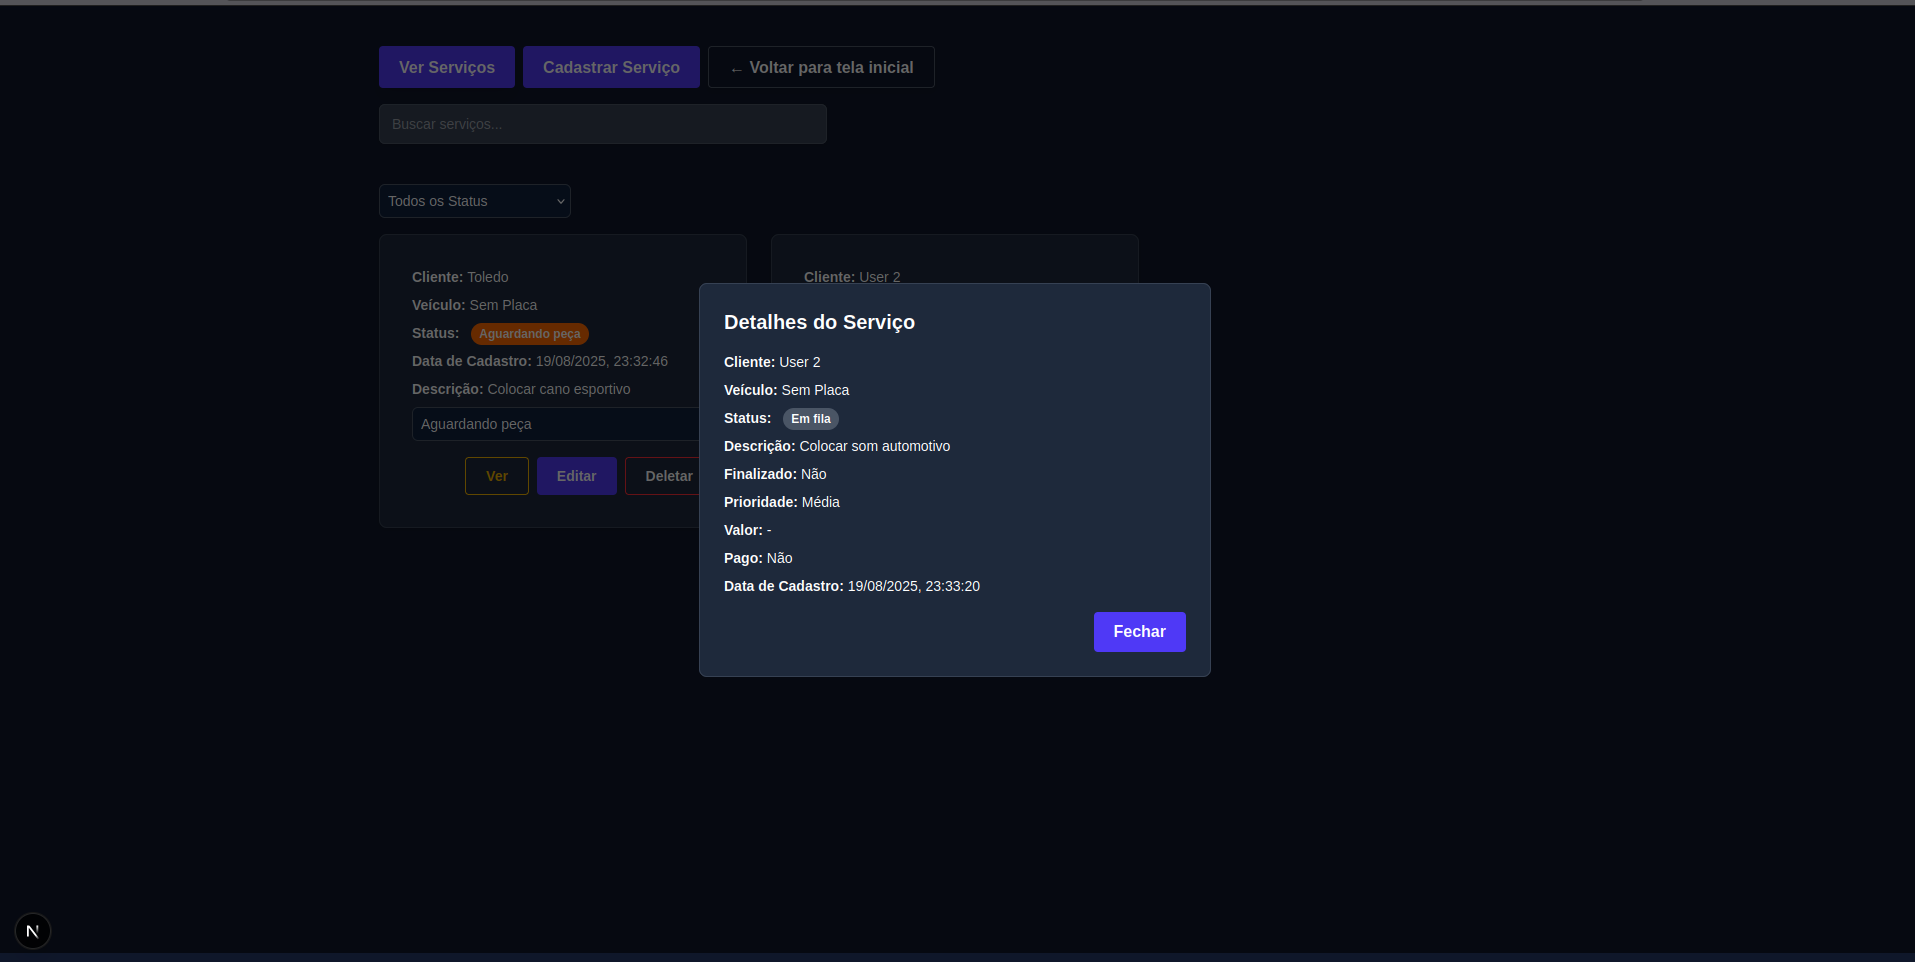 Ver Serviços
Cadastrar Serviço
← Voltar para tela inicial
Buscar serviços...
Todos os Status
Cliente: Toledo
Veículo: Sem Placa
Status: Aguardando peça
Data de Cadastro: 19/08/2025, 23:32:46
Descrição: Colocar cano esportivo
Aguardando peça
Ver
Editar
Deletar
Cliente: User 2
Detalhes do Serviço
Cliente: User 2
Veículo: Sem Placa
Status: Em fila
Descrição: Colocar som automotivo
Finalizado: Não
Prioridade: Média
Valor: -
Pago: Não
Data de Cadastro: 19/08/2025, 23:33:20
Fechar
N